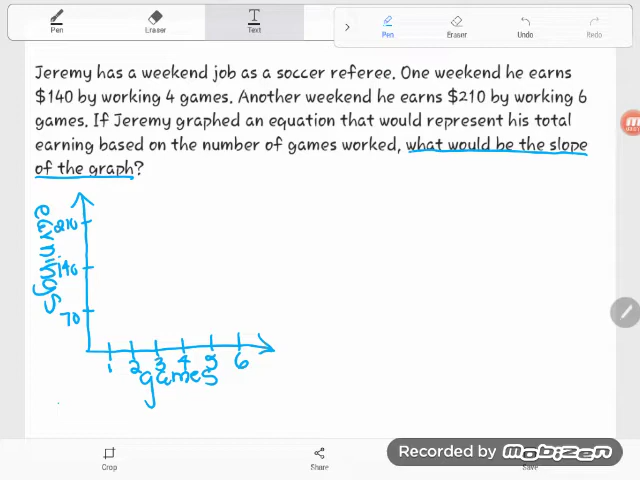 Pen Eraser Text Pen Eraser Undo Redo
Jeremy has a weekend job as a soccer referee. One weekend he earns
$140 by working 4 games. Another weekend he earns $210 by working 6
games. If Jeremy graphed an equation that would represent his total
earning based on the number of games worked, what would be the slope
of the graph?
earnings
210
140
70
1 2 3 4 5 6
games
Recorded by mobizen
Crop Share Save